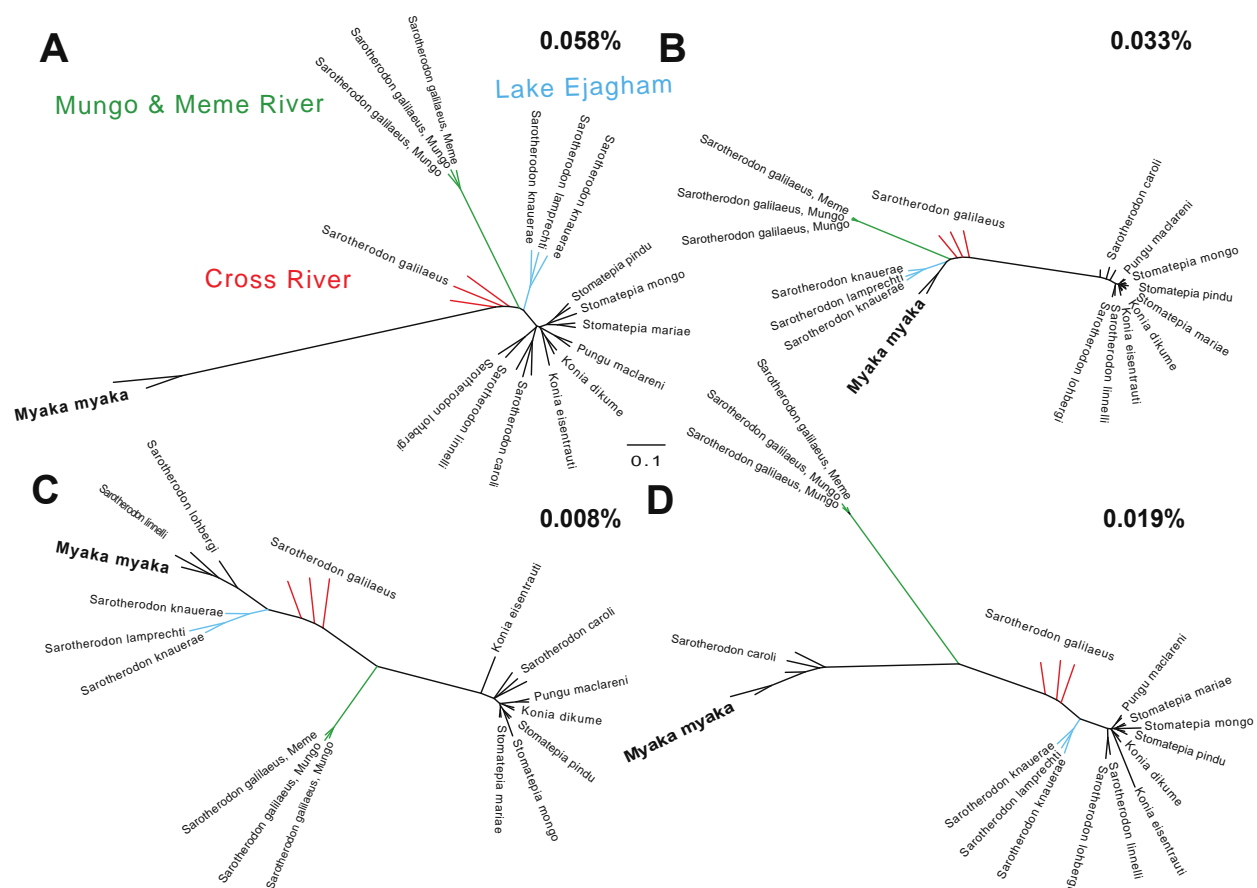 A
0.058%
Mungo & Meme River
Lake Ejagham
Cross River
Sarotherodon galilaeus, Meme
Sarotherodon galilaeus, Mungo
Sarotherodon galilaeus, Mungo
Sarotherodon knauerae
Sarotherodon lamprechti
Sarotherodon knauerae
Sarotherodon galilaeus
Stomatepia pindu
Stomatepia mongo
Stomatepia mariae
Pungu maclareni
Konia dikume
Konia eisentrauti
Sarotherodon caroli
Sarotherodon linnelli
Sarotherodon lohbergi
Myaka myaka
0.1
B
0.033%
Sarotherodon galilaeus, Meme
Sarotherodon galilaeus, Mungo
Sarotherodon galilaeus, Mungo
Sarotherodon galilaeus
Sarotherodon knauerae
Sarotherodon lamprechti
Sarotherodon knauerae
Myaka myaka
Sarotherodon caroli
Pungu maclareni
Stomatepia mongo
Stomatepia pindu
Stomatepia mariae
Konia dikume
Konia eisentrauti
Sarotherodon linnelli
Sarotherodon lohbergi
C
0.008%
Sarotherodon lohbergi
Sarotherodon linnelli
Myaka myaka
Sarotherodon galilaeus
Sarotherodon knauerae
Sarotherodon lamprechti
Sarotherodon knauerae
Sarotherodon galilaeus, Meme
Sarotherodon galilaeus, Mungo
Sarotherodon galilaeus, Mungo
Konia eisentrauti
Sarotherodon caroli
Pungu maclareni
Konia dikume
Stomatepia pindu
Stomatepia mongo
Stomatepia mariae
D
0.019%
Sarotherodon galilaeus, Meme
Sarotherodon galilaeus, Mungo
Sarotherodon galilaeus, Mungo
Sarotherodon caroli
Myaka myaka
Sarotherodon galilaeus
Pungu maclareni
Stomatepia mariae
Stomatepia mongo
Stomatepia pindu
Konia dikume
Konia eisentrauti
Sarotherodon linnelli
Sarotherodon lohbergi
Sarotherodon knauerae
Sarotherodon lamprechti
Sarotherodon knauerae